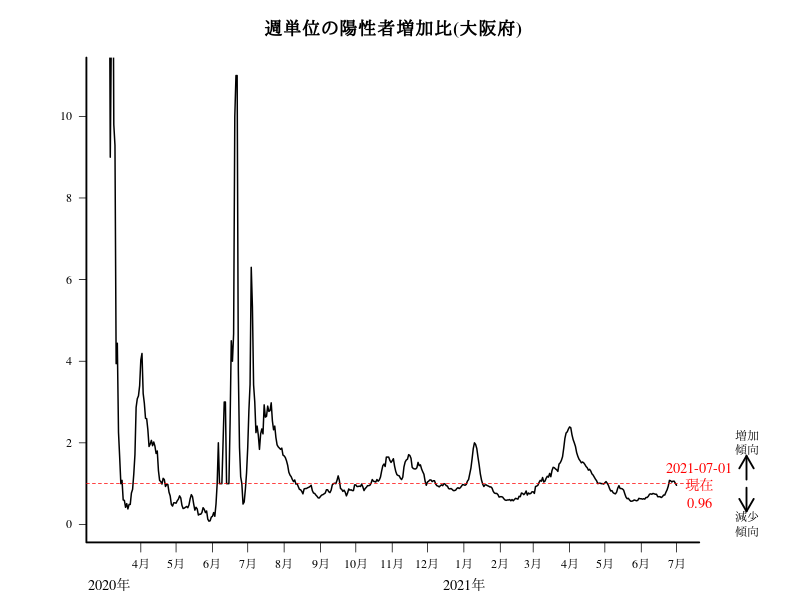 週単位の陽性者増加比(大阪府)
10
8
6
4
2
0
増加
傾向
2021-07-01
現在
0.96
減少
傾向
4月 5月 6月 7月 8月 9月 10月 11月 12月 1月 2月 3月 4月 5月 6月 7月
2020年 2021年